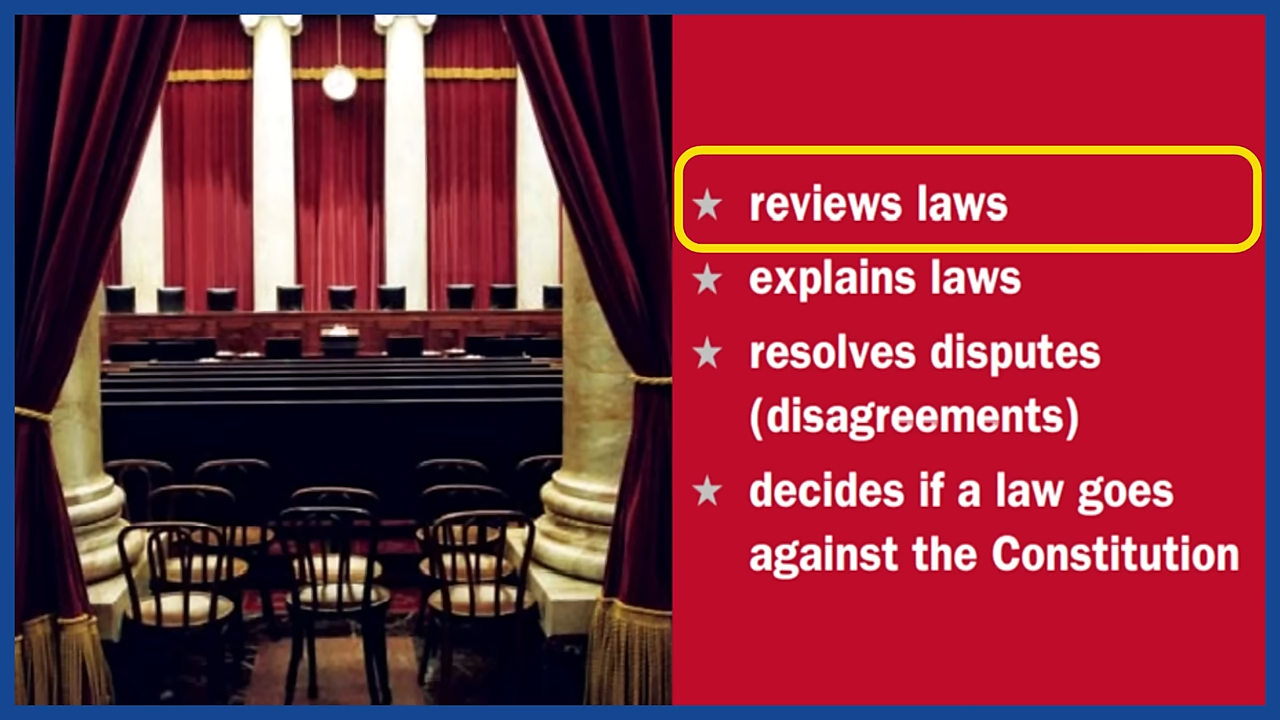 ★ reviews laws
★ explains laws
★ resolves disputes
(disagreements)
★ decides if a law goes
against the Constitution